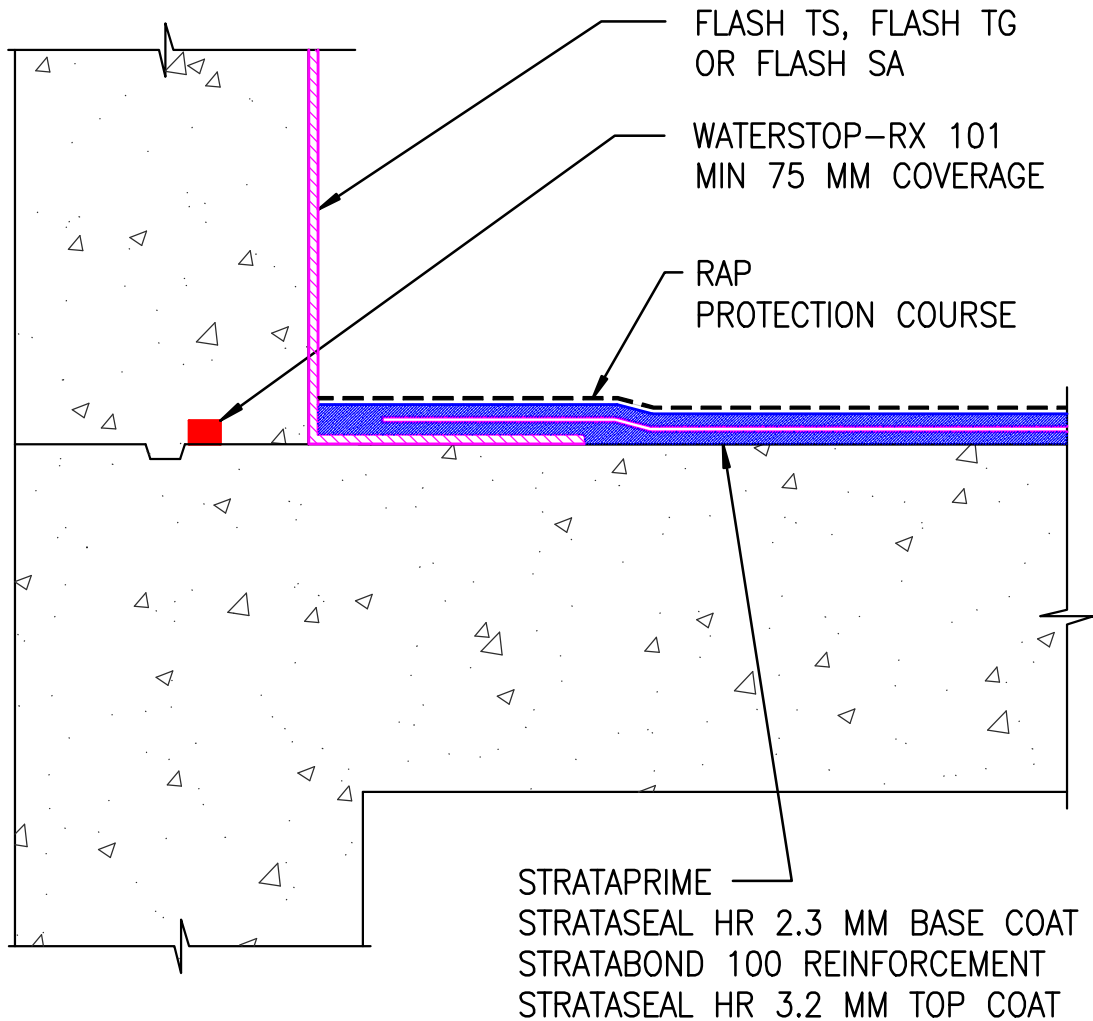 FLASH TS, FLASH TG
OR FLASH SA
WATERSTOP-RX 101
MIN 75 MM COVERAGE
RAP
PROTECTION COURSE
STRATAPRIME
STRATASEAL HR 2.3 MM BASE COAT
STRATABOND 100 REINFORCEMENT
STRATASEAL HR 3.2 MM TOP COAT